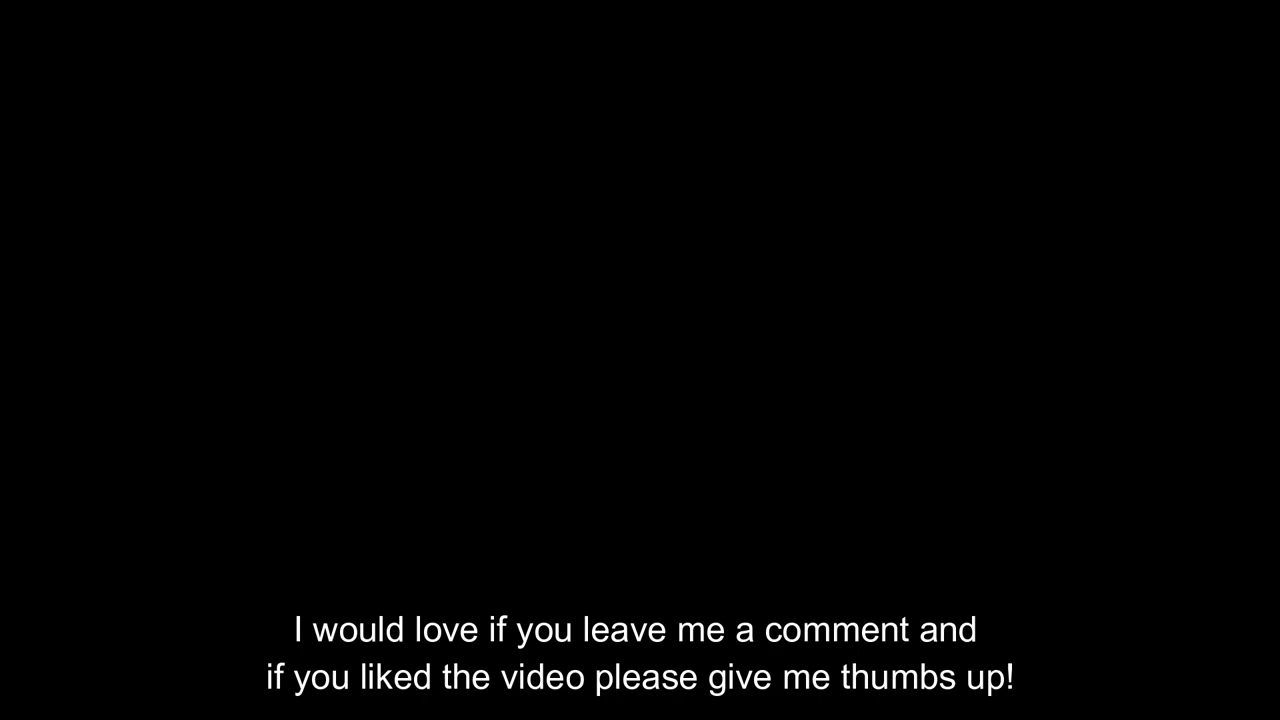 I would love if you leave me a comment and
if you liked the video please give me thumbs up!